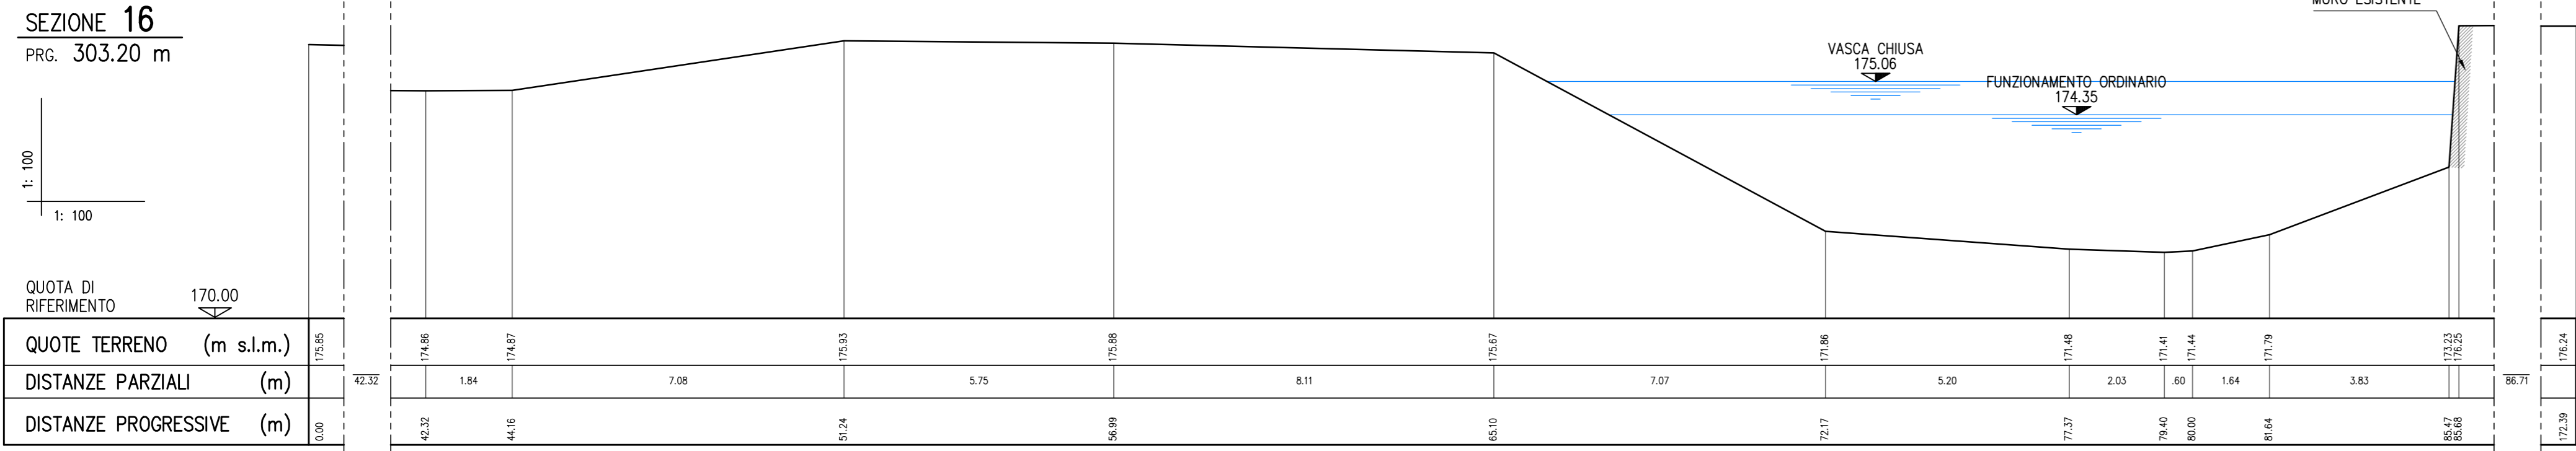 SEZIONE 16
PRG. 303.20 m
MURO ESISTENTE
VASCA CHIUSA
175.06
FUNZIONAMENTO ORDINARIO
174.35
1: 100
1: 100
QUOTA DI
RIFERIMENTO
170.00
QUOTE TERRENO (m s.l.m.) 175.85 174.86 174.87 175.93 175.88 175.67 171.86 171.48 171.41 171.44 171.79 173.23 176.25 176.24
DISTANZE PARZIALI (m) 42.32 1.84 7.08 5.75 8.11 7.07 5.20 2.03 .60 1.64 3.83 86.71
DISTANZE PROGRESSIVE (m) 0.00 42.32 44.16 51.24 56.99 65.10 72.17 77.37 79.40 80.00 81.64 85.47 85.68 172.39